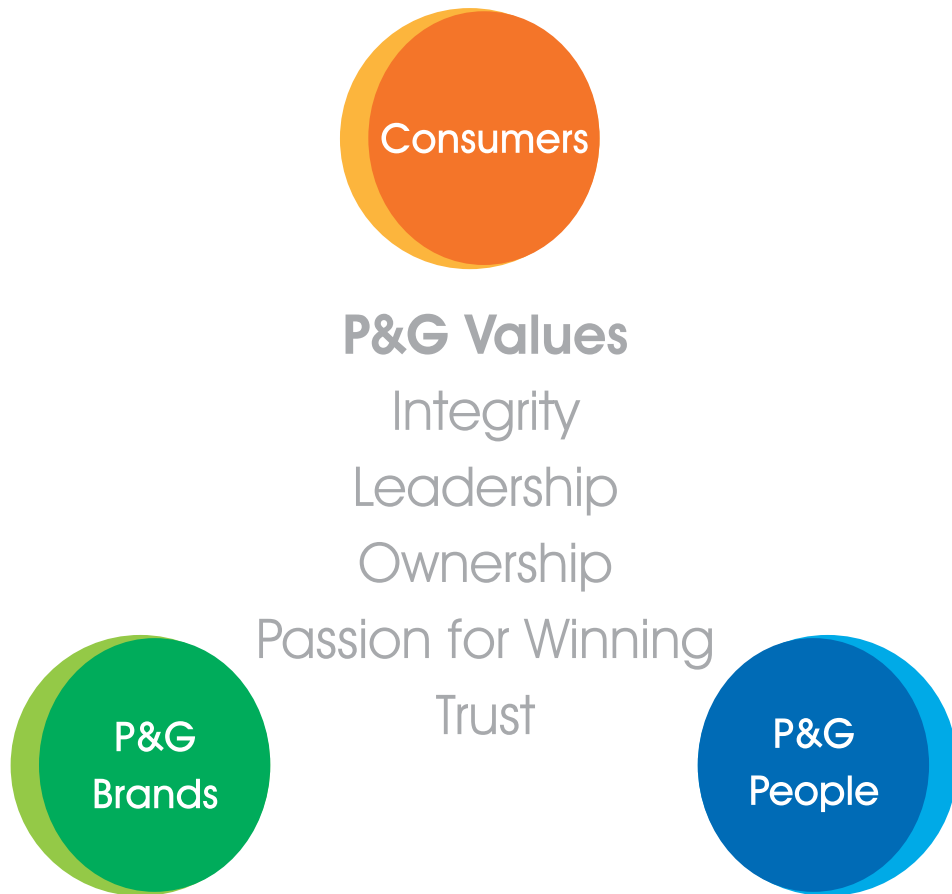 Consumers
P&G Values
Integrity
Leadership
Ownership
Passion for Winning
Trust
P&G
Brands
P&G
People